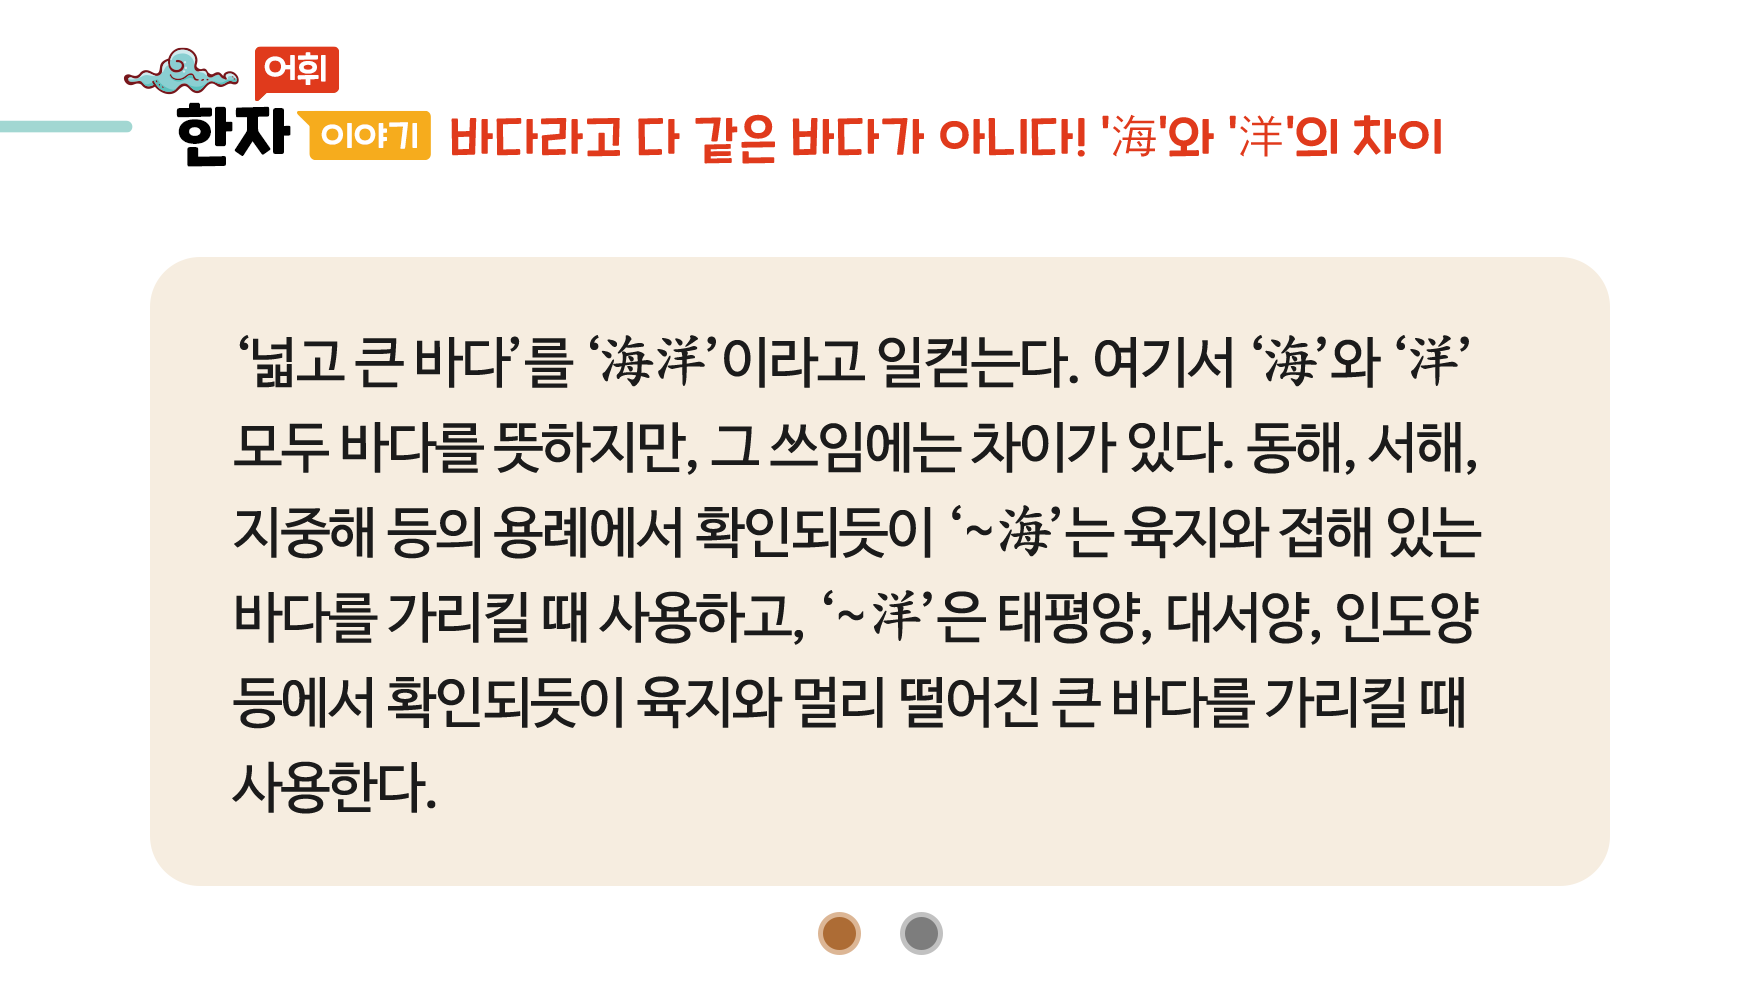 어휘
한자 이야기 바다라고 다 같은 바다가 아니다! '海'와 '洋'의 차이
‘넓고 큰 바다’를 ‘海洋’이라고 일컫는다. 여기서 ‘海’와 ‘洋’
모두 바다를 뜻하지만, 그 쓰임에는 차이가 있다. 동해, 서해,
지중해 등의 용례에서 확인되듯이 ‘~海’는 육지와 접해 있는
바다를 가리킬 때 사용하고, ‘~洋’은 태평양, 대서양, 인도양
등에서 확인되듯이 육지와 멀리 떨어진 큰 바다를 가리킬 때
사용한다.